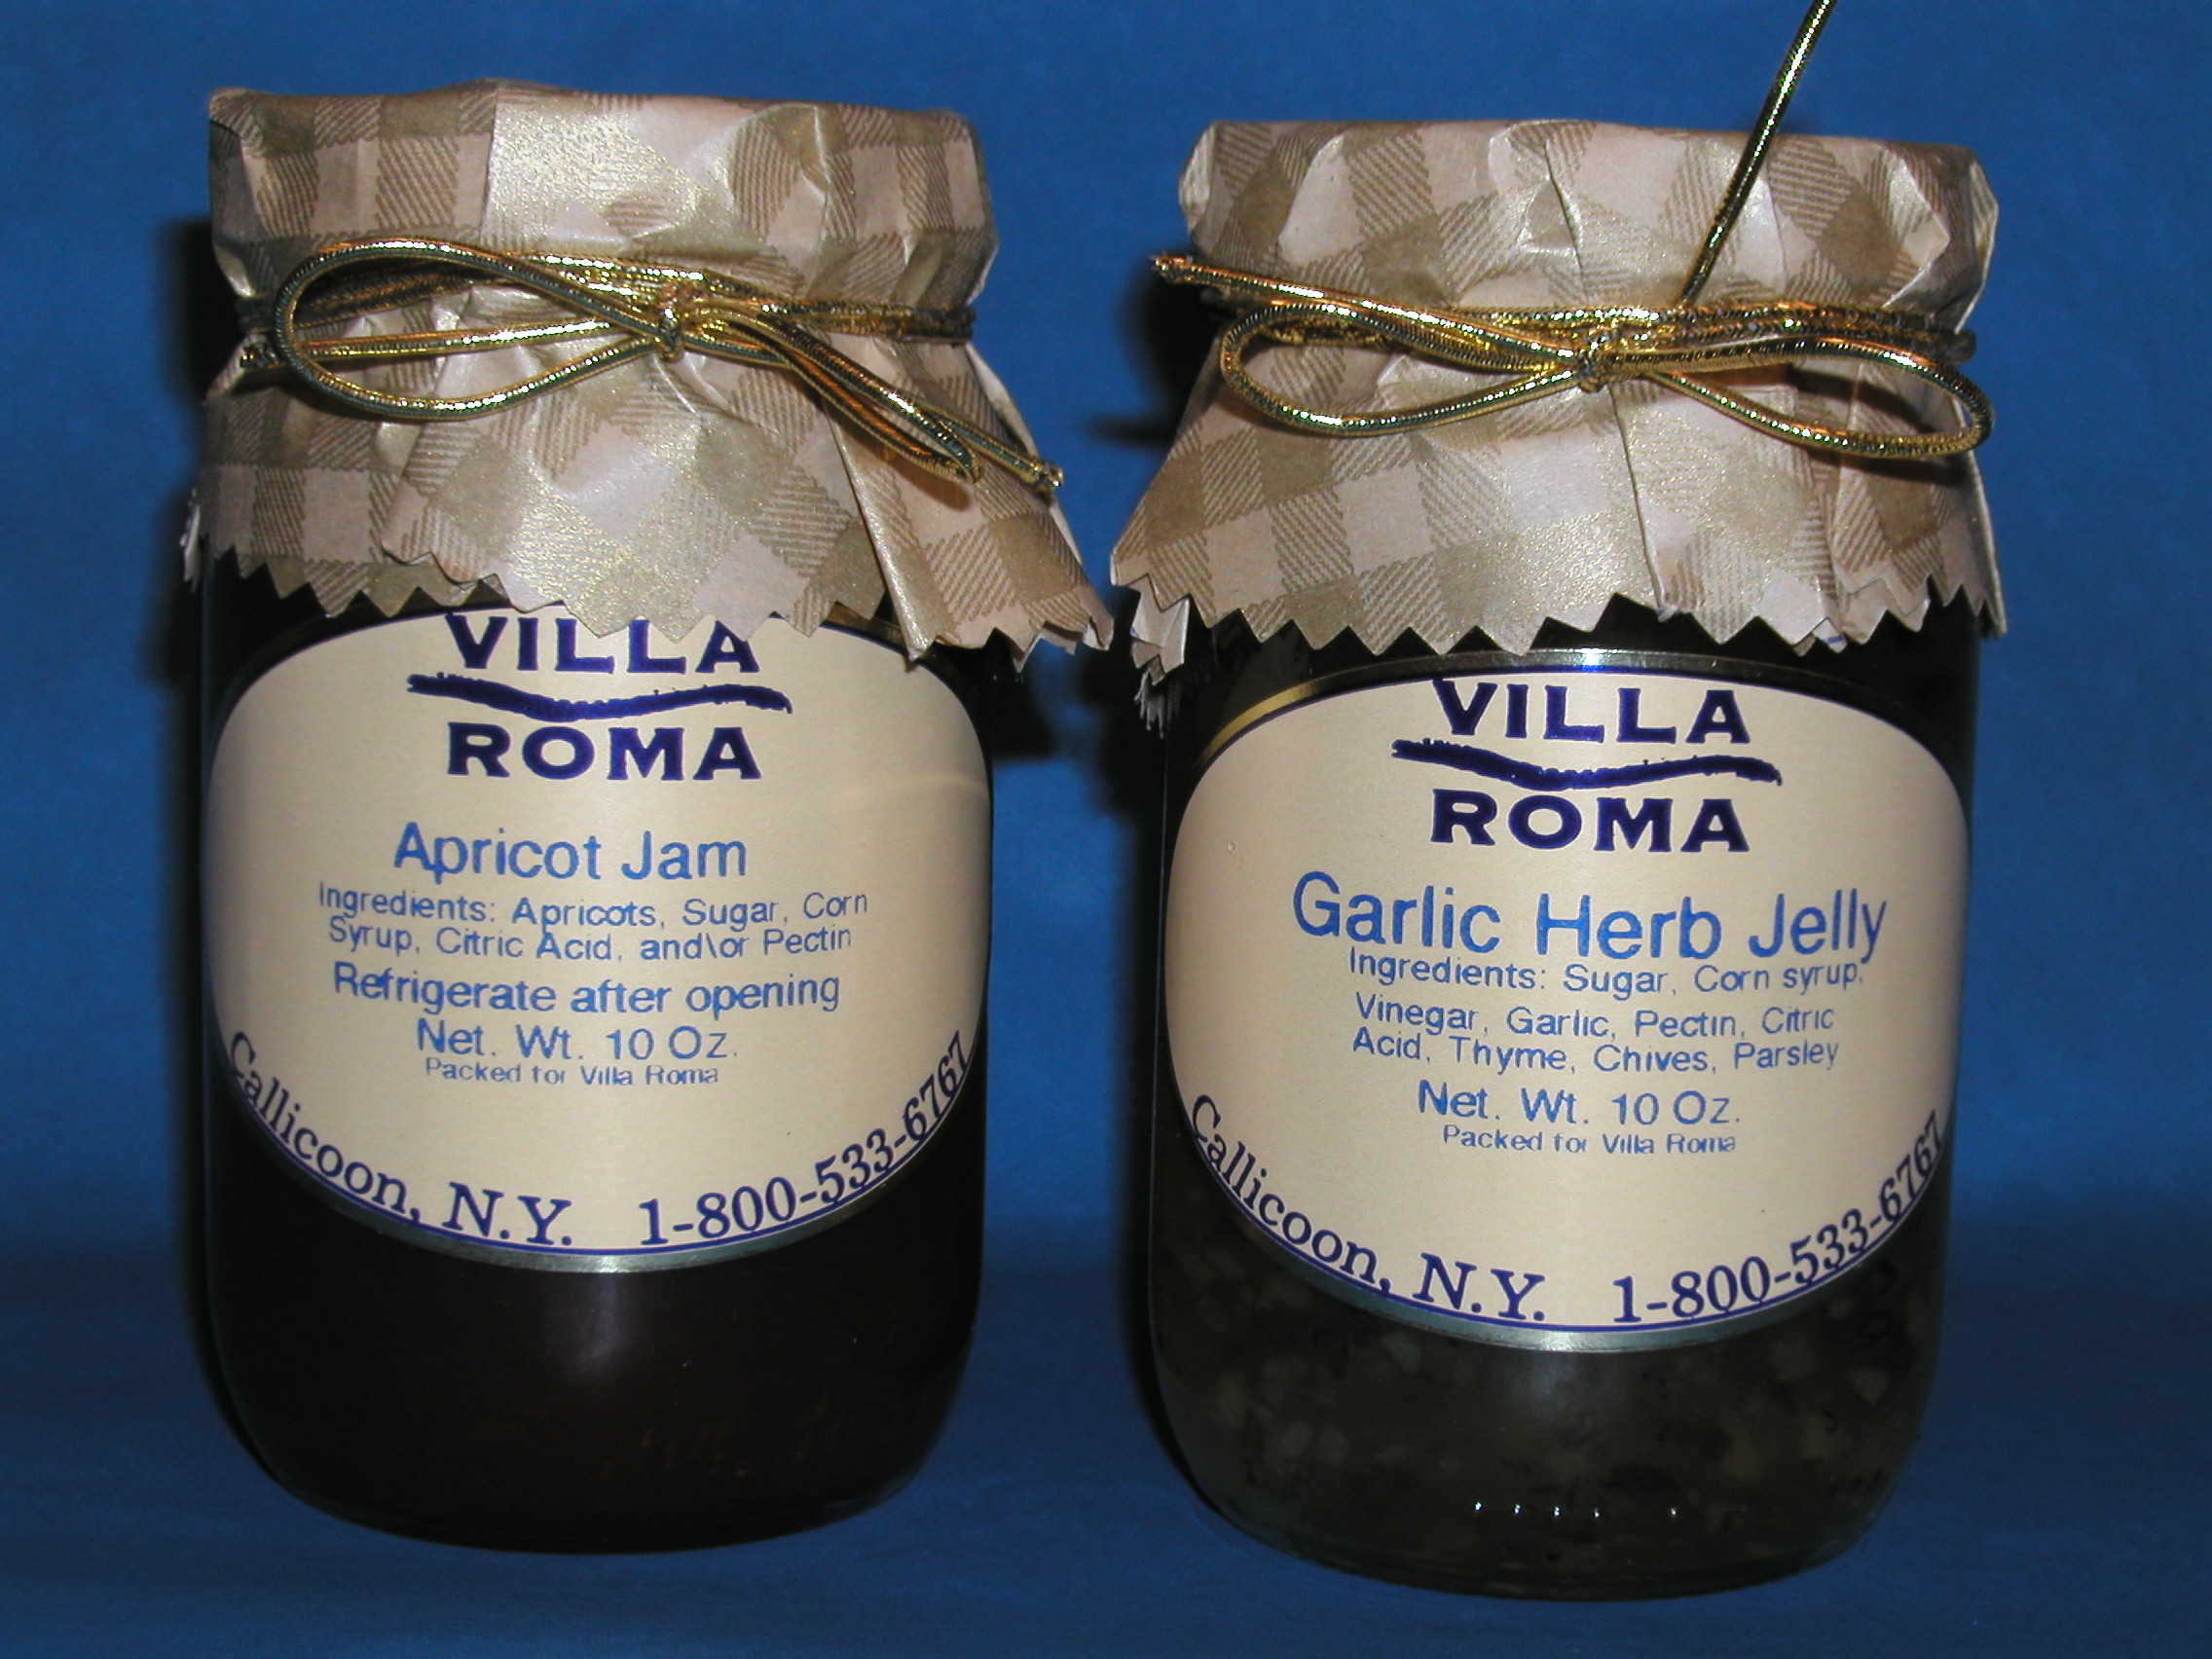 VILLA
ROMA
Apricot Jam
Ingredients: Apricots, Sugar, Corn
Syrup, Citric Acid, and\or Pectin
Refrigerate after opening
Net. Wt. 10 Oz.
Packed for Villa Roma
Callicoon, N.Y. 1-800-533-6767
VILLA
ROMA
Garlic Herb Jelly
Ingredients: Sugar, Corn syrup,
Vinegar, Garlic, Pectin, Citric
Acid, Thyme, Chives, Parsley
Net. Wt. 10 Oz.
Packed for Villa Roma
Callicoon, N.Y. 1-800-533-6767